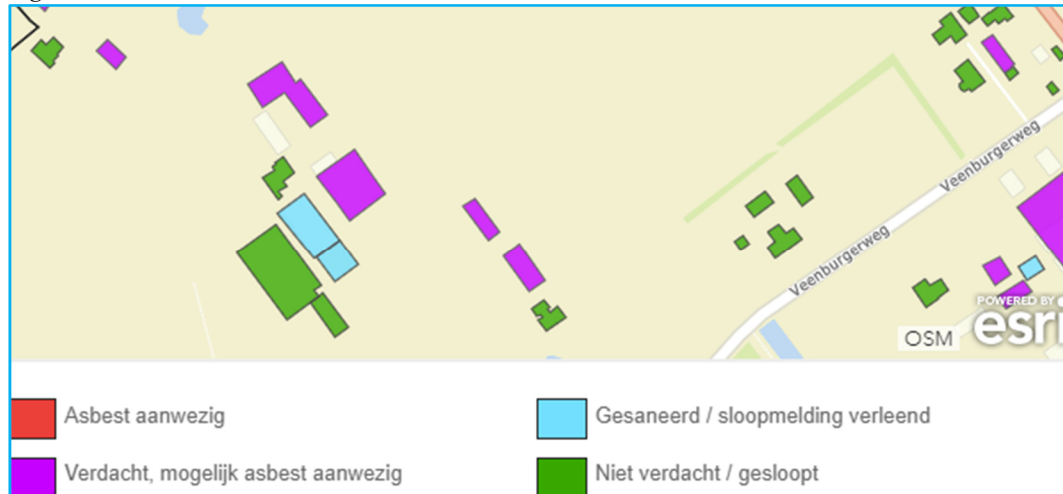 Veenburgerweg
Veenburgerweg
POWERED BY
esri
OSM
Asbest aanwezig
Gesaneerd / sloopmelding verleend
Verdacht, mogelijk asbest aanwezig
Niet verdacht / gesloopt